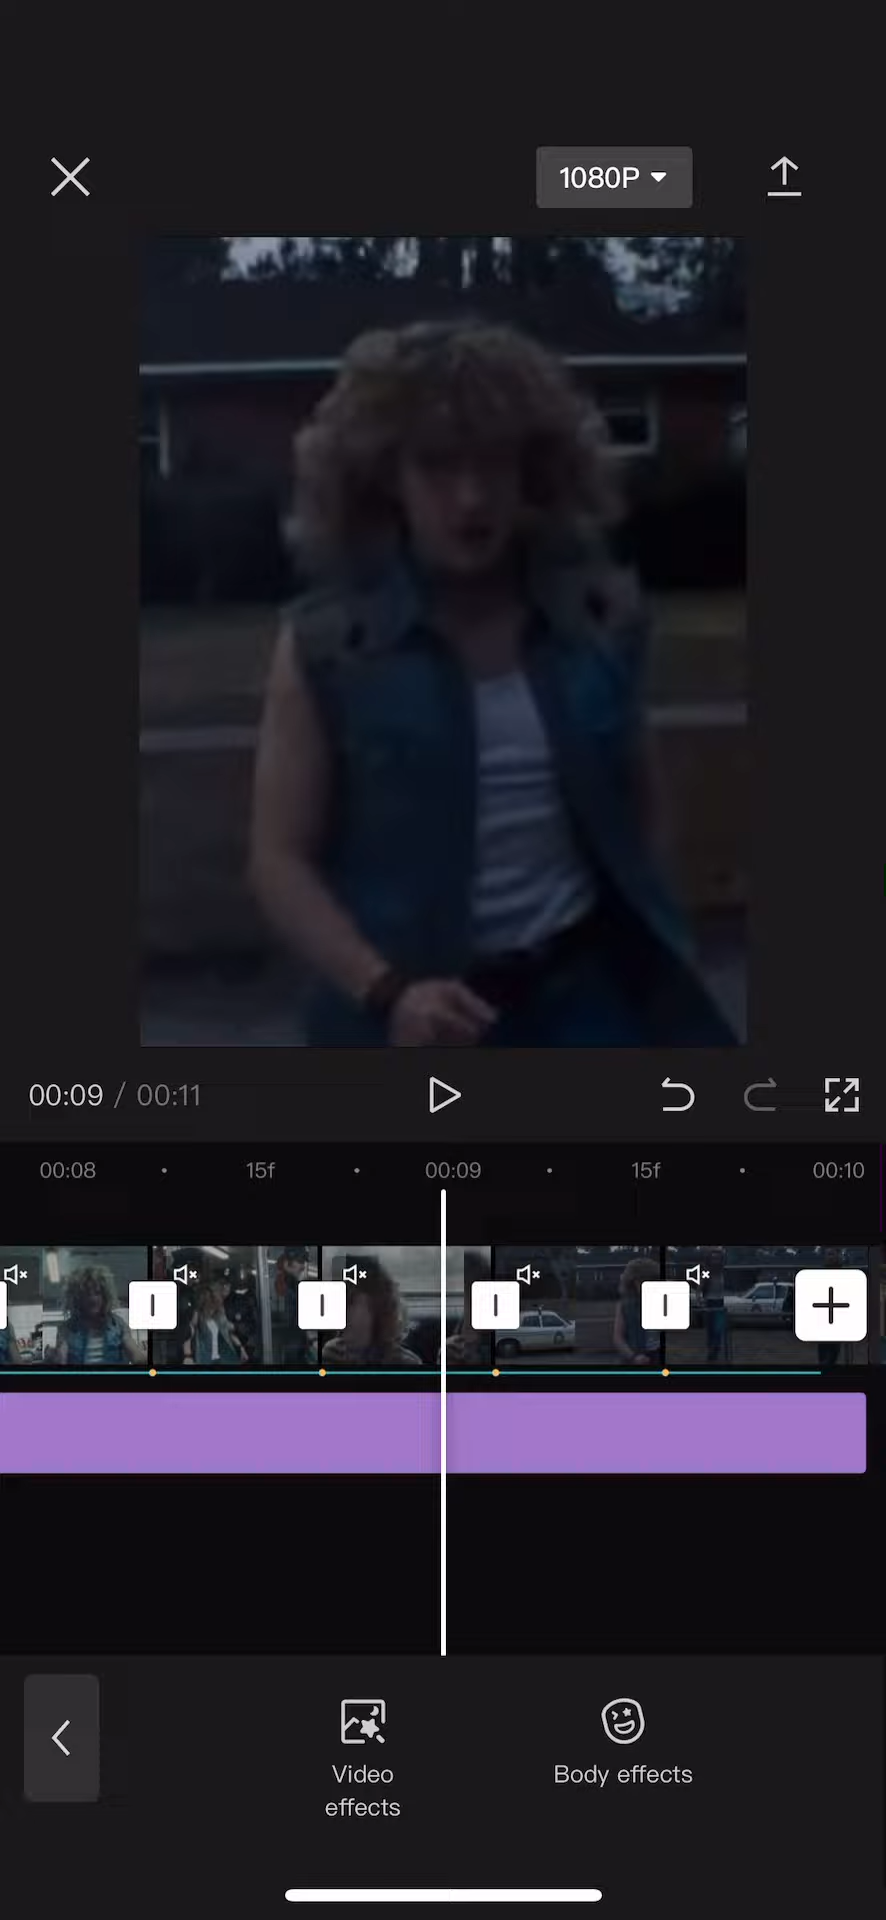 1080P
00:09 / 00:11
00:08 15f 00:09 15f 00:10
Video
effects
Body effects